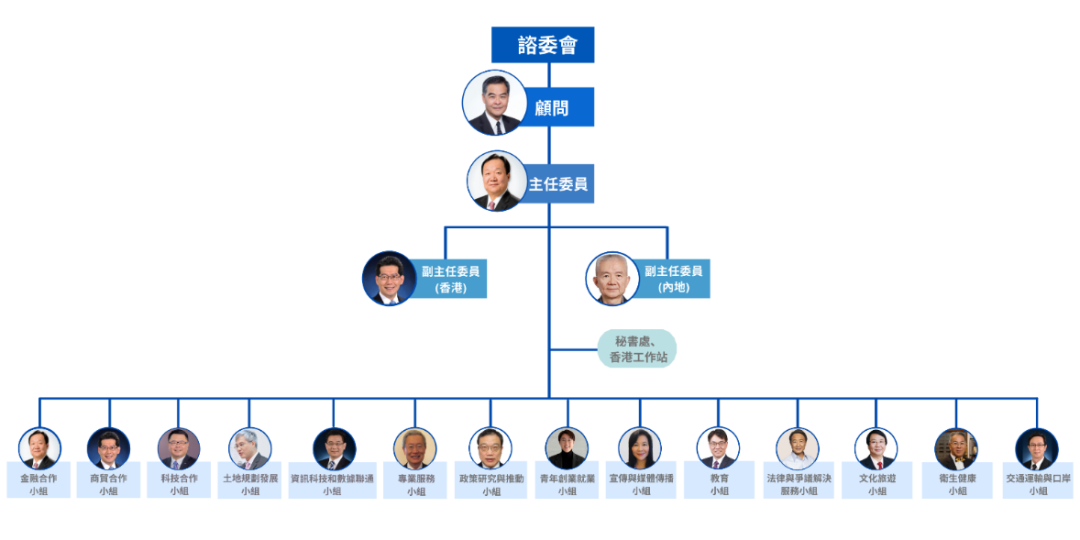 諮委會
顧問
主任委員
副主任委員
(香港)
副主任委員
(內地)
秘書處、
香港工作站
金融合作
小組
商貿合作
小組
科技合作
小組
土地規劃發展
小組
資訊科技和數據聯通
小組
專業服務
小組
政策研究與推動
小組
青年創業就業
小組
宣傳與媒體傳播
小組
教育
小組
法律與爭議解決
服務小組
文化旅遊
小組
衛生健康
小組
交通運輸與口岸
小組